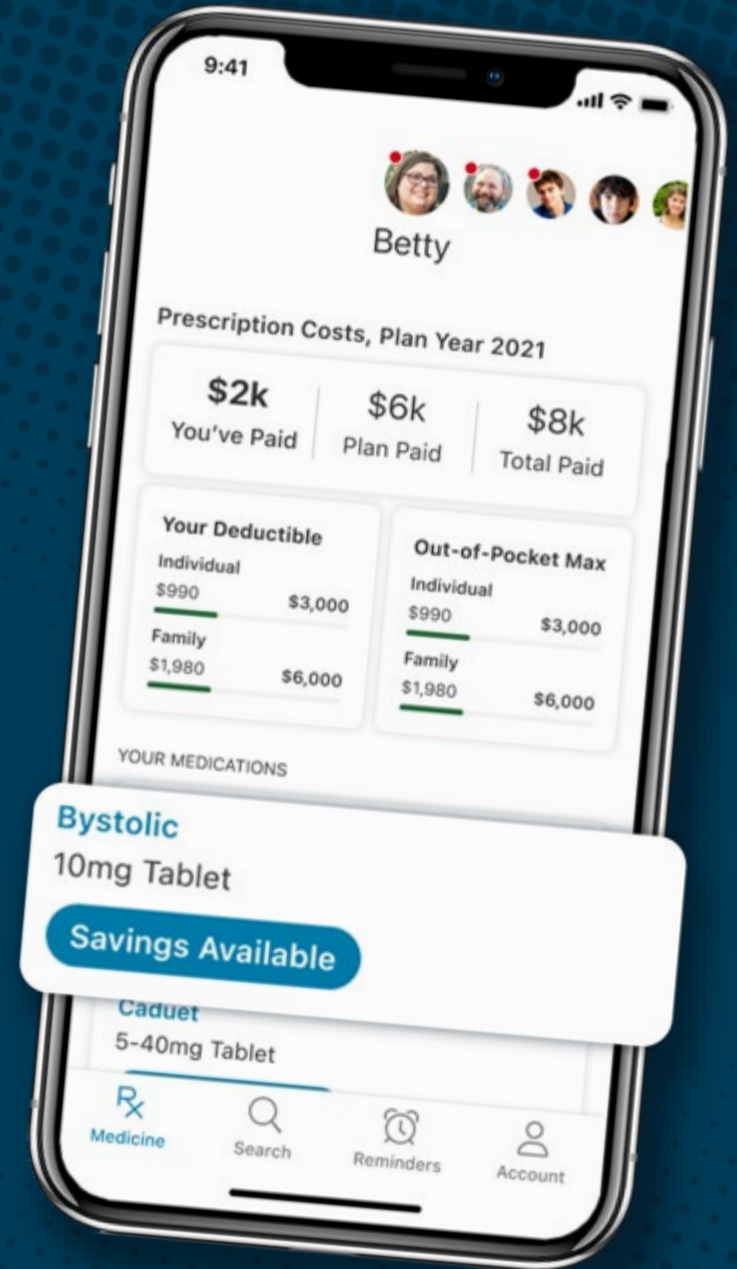 9:41
Betty
Prescription Costs, Plan Year 2021
$2k $6k $8k
You've Paid Plan Paid Total Paid
Your Deductible
Individual
$990 $3,000
Family
$1,980 $6,000
Out-of-Pocket Max
Individual
$990 $3,000
Family
$1,980 $6,000
YOUR MEDICATIONS
Bystolic
10mg Tablet
Savings Available
Caduet
5-40mg Tablet
Rx
Medicine Search Reminders Account